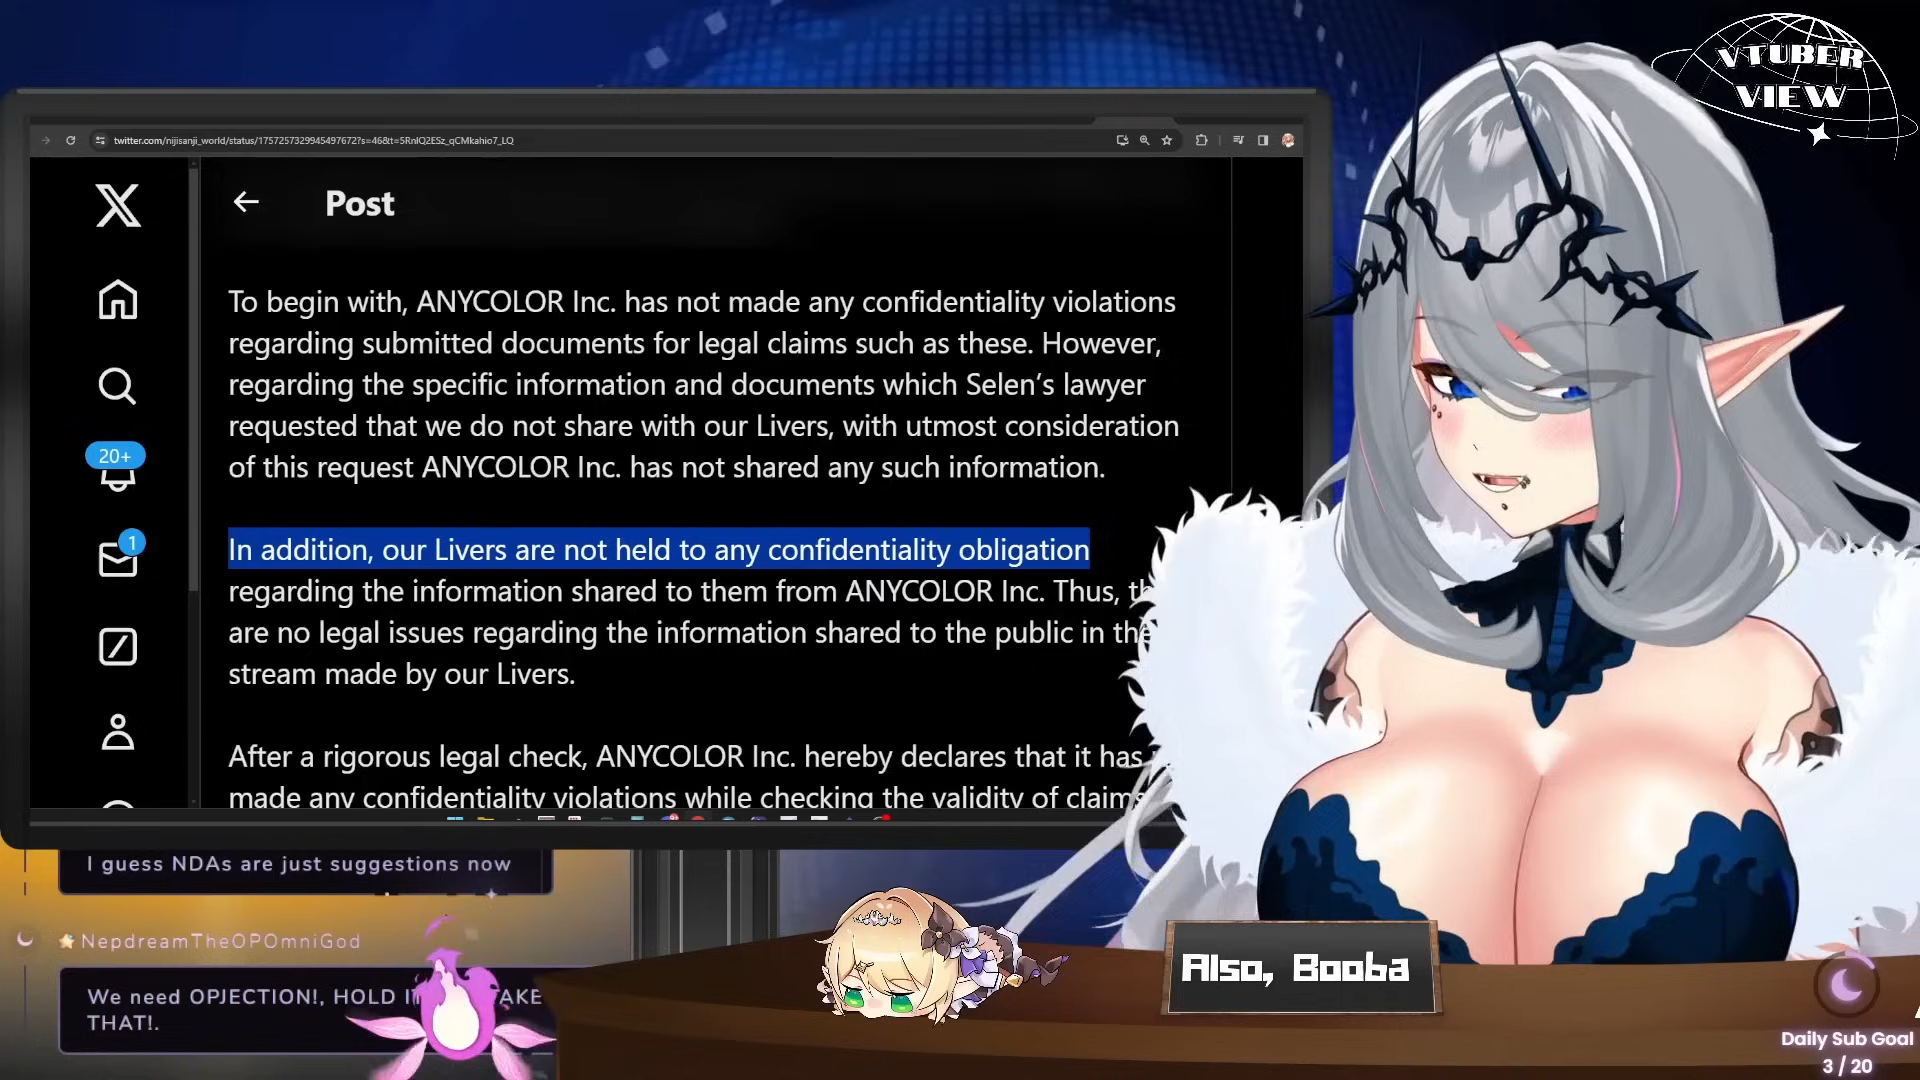 VTUBER
VIEW
twitter.com/nijisanji_world/status/1757257329945497672?s=46&t=5RnlQ2ESz_qCMkahio7_LQ
Post
To begin with, ANYCOLOR Inc. has not made any confidentiality violations
regarding submitted documents for legal claims such as these. However,
regarding the specific information and documents which Selen’s lawyer
requested that we do not share with our Livers, with utmost consideration
of this request ANYCOLOR Inc. has not shared any such information.
20+
1
In addition, our Livers are not held to any confidentiality obligation
regarding the information shared to them from ANYCOLOR Inc. Thus,
are no legal issues regarding the information shared to the public in the
stream made by our Livers.
After a rigorous legal check, ANYCOLOR Inc. hereby declares that it has
made any confidentiality violations while checking the validity of claims
I guess NDAs are just suggestions now
NepdreamTheOPOmniGod
We need OPJECTION!, HOLD
THAT!.
Also, Booba
Daily Sub Goal
3 / 20